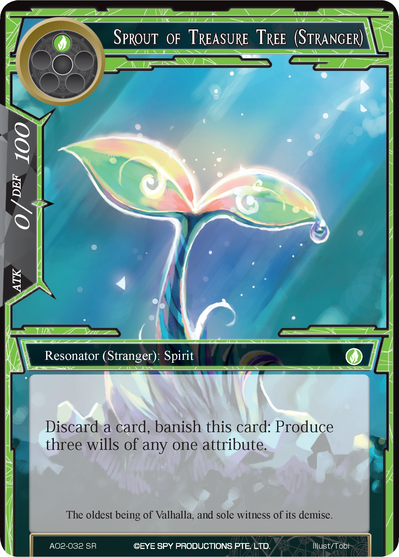 Sprout of Treasure Tree (Stranger)
ATK 0 / DEF 100
Resonator (Stranger): Spirit
Discard a card, banish this card: Produce
three wills of any one attribute.
The oldest being of Valhalla, and sole witness of its demise.
A02-032 SR ©EYE SPY PRODUCTIONS PTE. LTD. Illust/Tobi